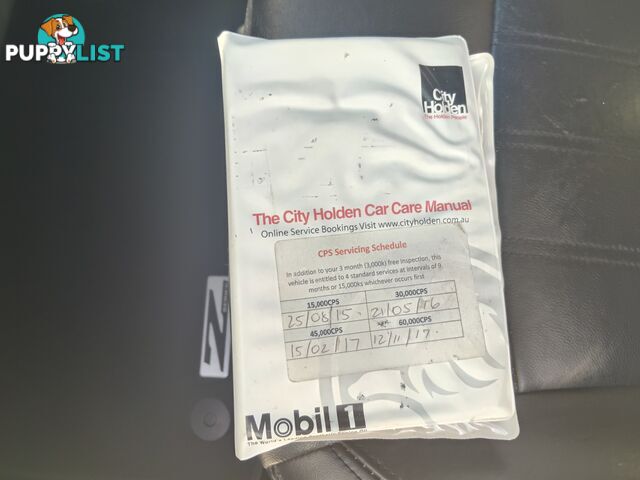 PUPPYLIST
City
Holden
The Holden People
The City Holden Car Care Manual
Online Service Bookings Visit www.cityholden.com.au
CPS Servicing Schedule
In addition to your 3 month (3,000k) free inspection, this
vehicle is entitled to 4 standard services at intervals of 9
months or 15,000ks whichever occurs first
15,000CPS 30,000CPS
25/08/15. 21/05/16
45,000CPS 60,000CPS
15/02/17 12/11/17.
Mobil 1